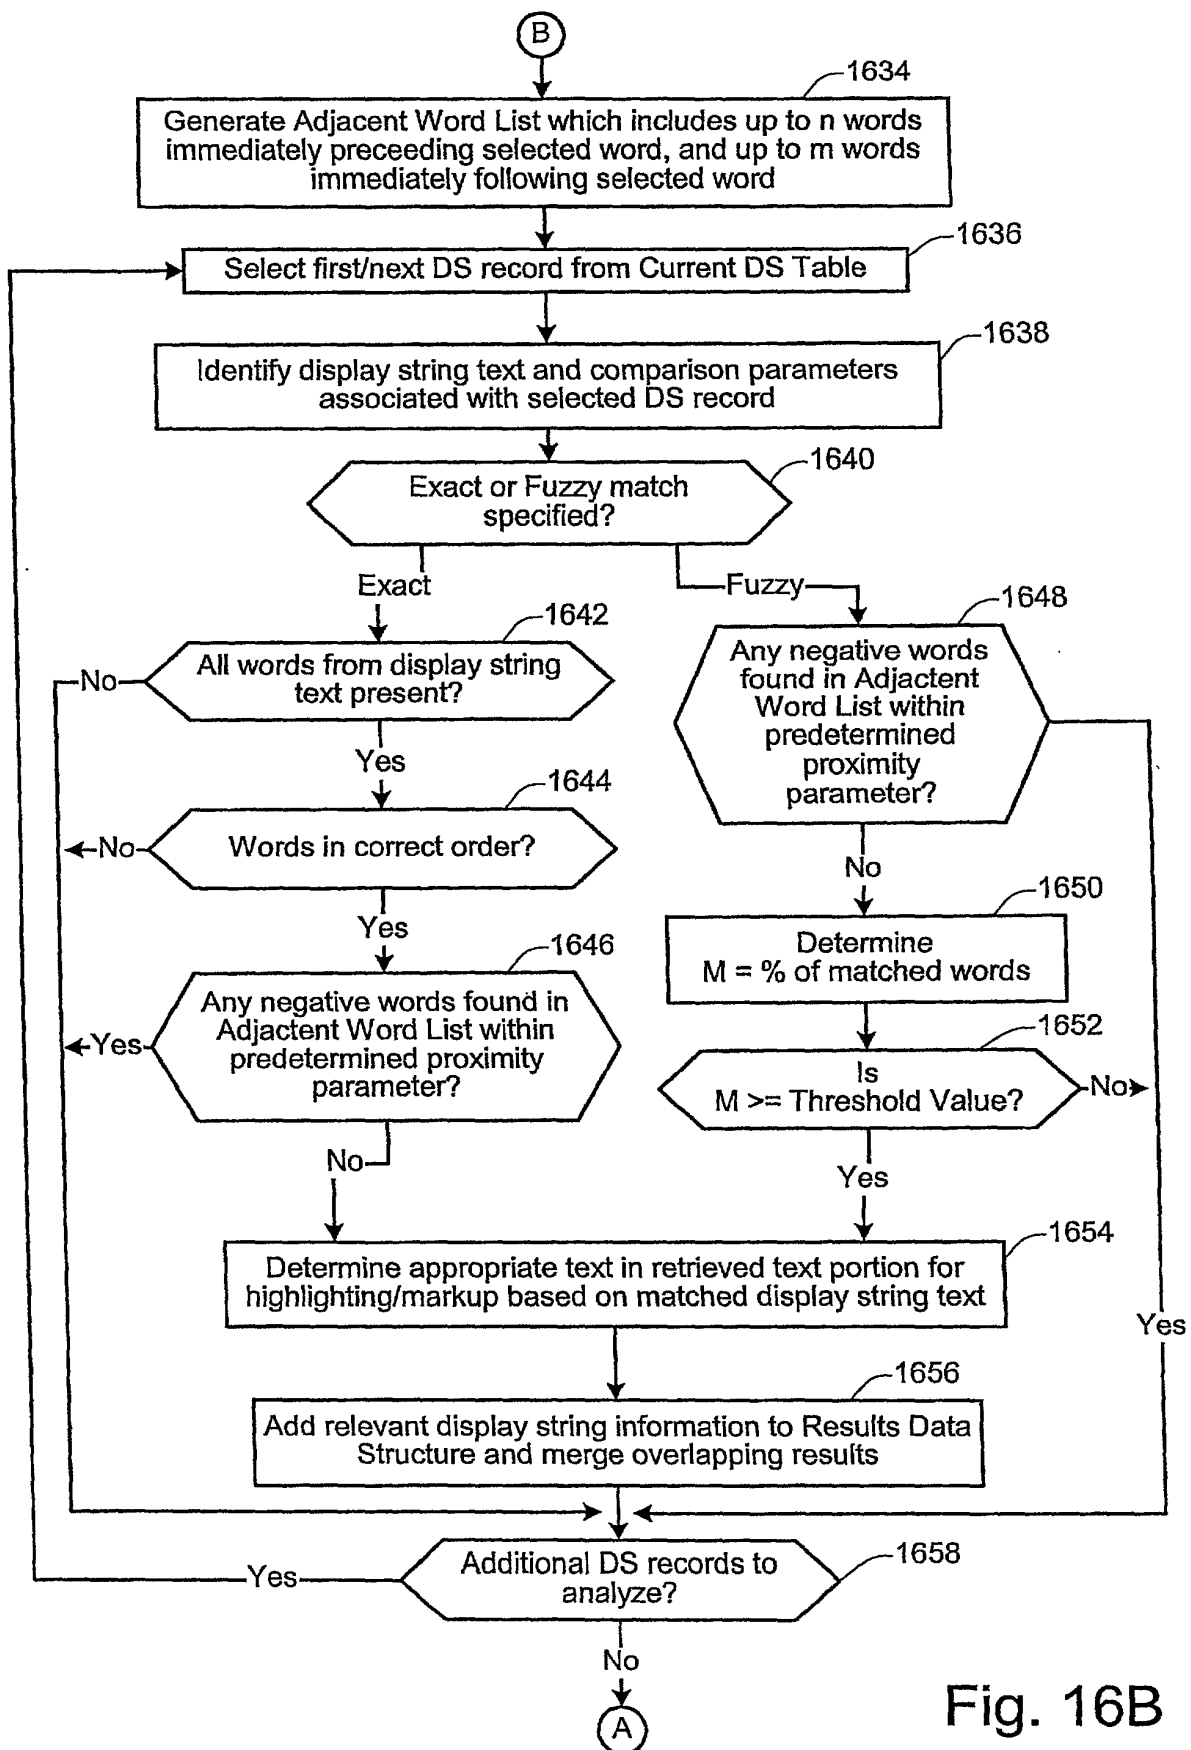 B
1634
Generate Adjacent Word List which includes up to n words
immediately preceeding selected word, and up to m words
immediately following selected word
1636
Select first/next DS record from Current DS Table
1638
Identify display string text and comparison parameters
associated with selected DS record
1640
Exact or Fuzzy match
specified?
Exact
Fuzzy
1642
All words from display string
text present?
No
Yes
1644
Words in correct order?
No
Yes
1646
Any negative words found in
Adjactent Word List within
predetermined proximity
parameter?
Yes
No
1648
Any negative words
found in Adjactent
Word List within
predetermined
proximity
parameter?
No
1650
Determine
M = % of matched words
1652
Is
M >= Threshold Value?
No
Yes
Yes
1654
Determine appropriate text in retrieved text portion for
highlighting/markup based on matched display string text
1656
Add relevant display string information to Results Data
Structure and merge overlapping results
1658
Additional DS records to
analyze?
Yes
No
A
Fig. 16B